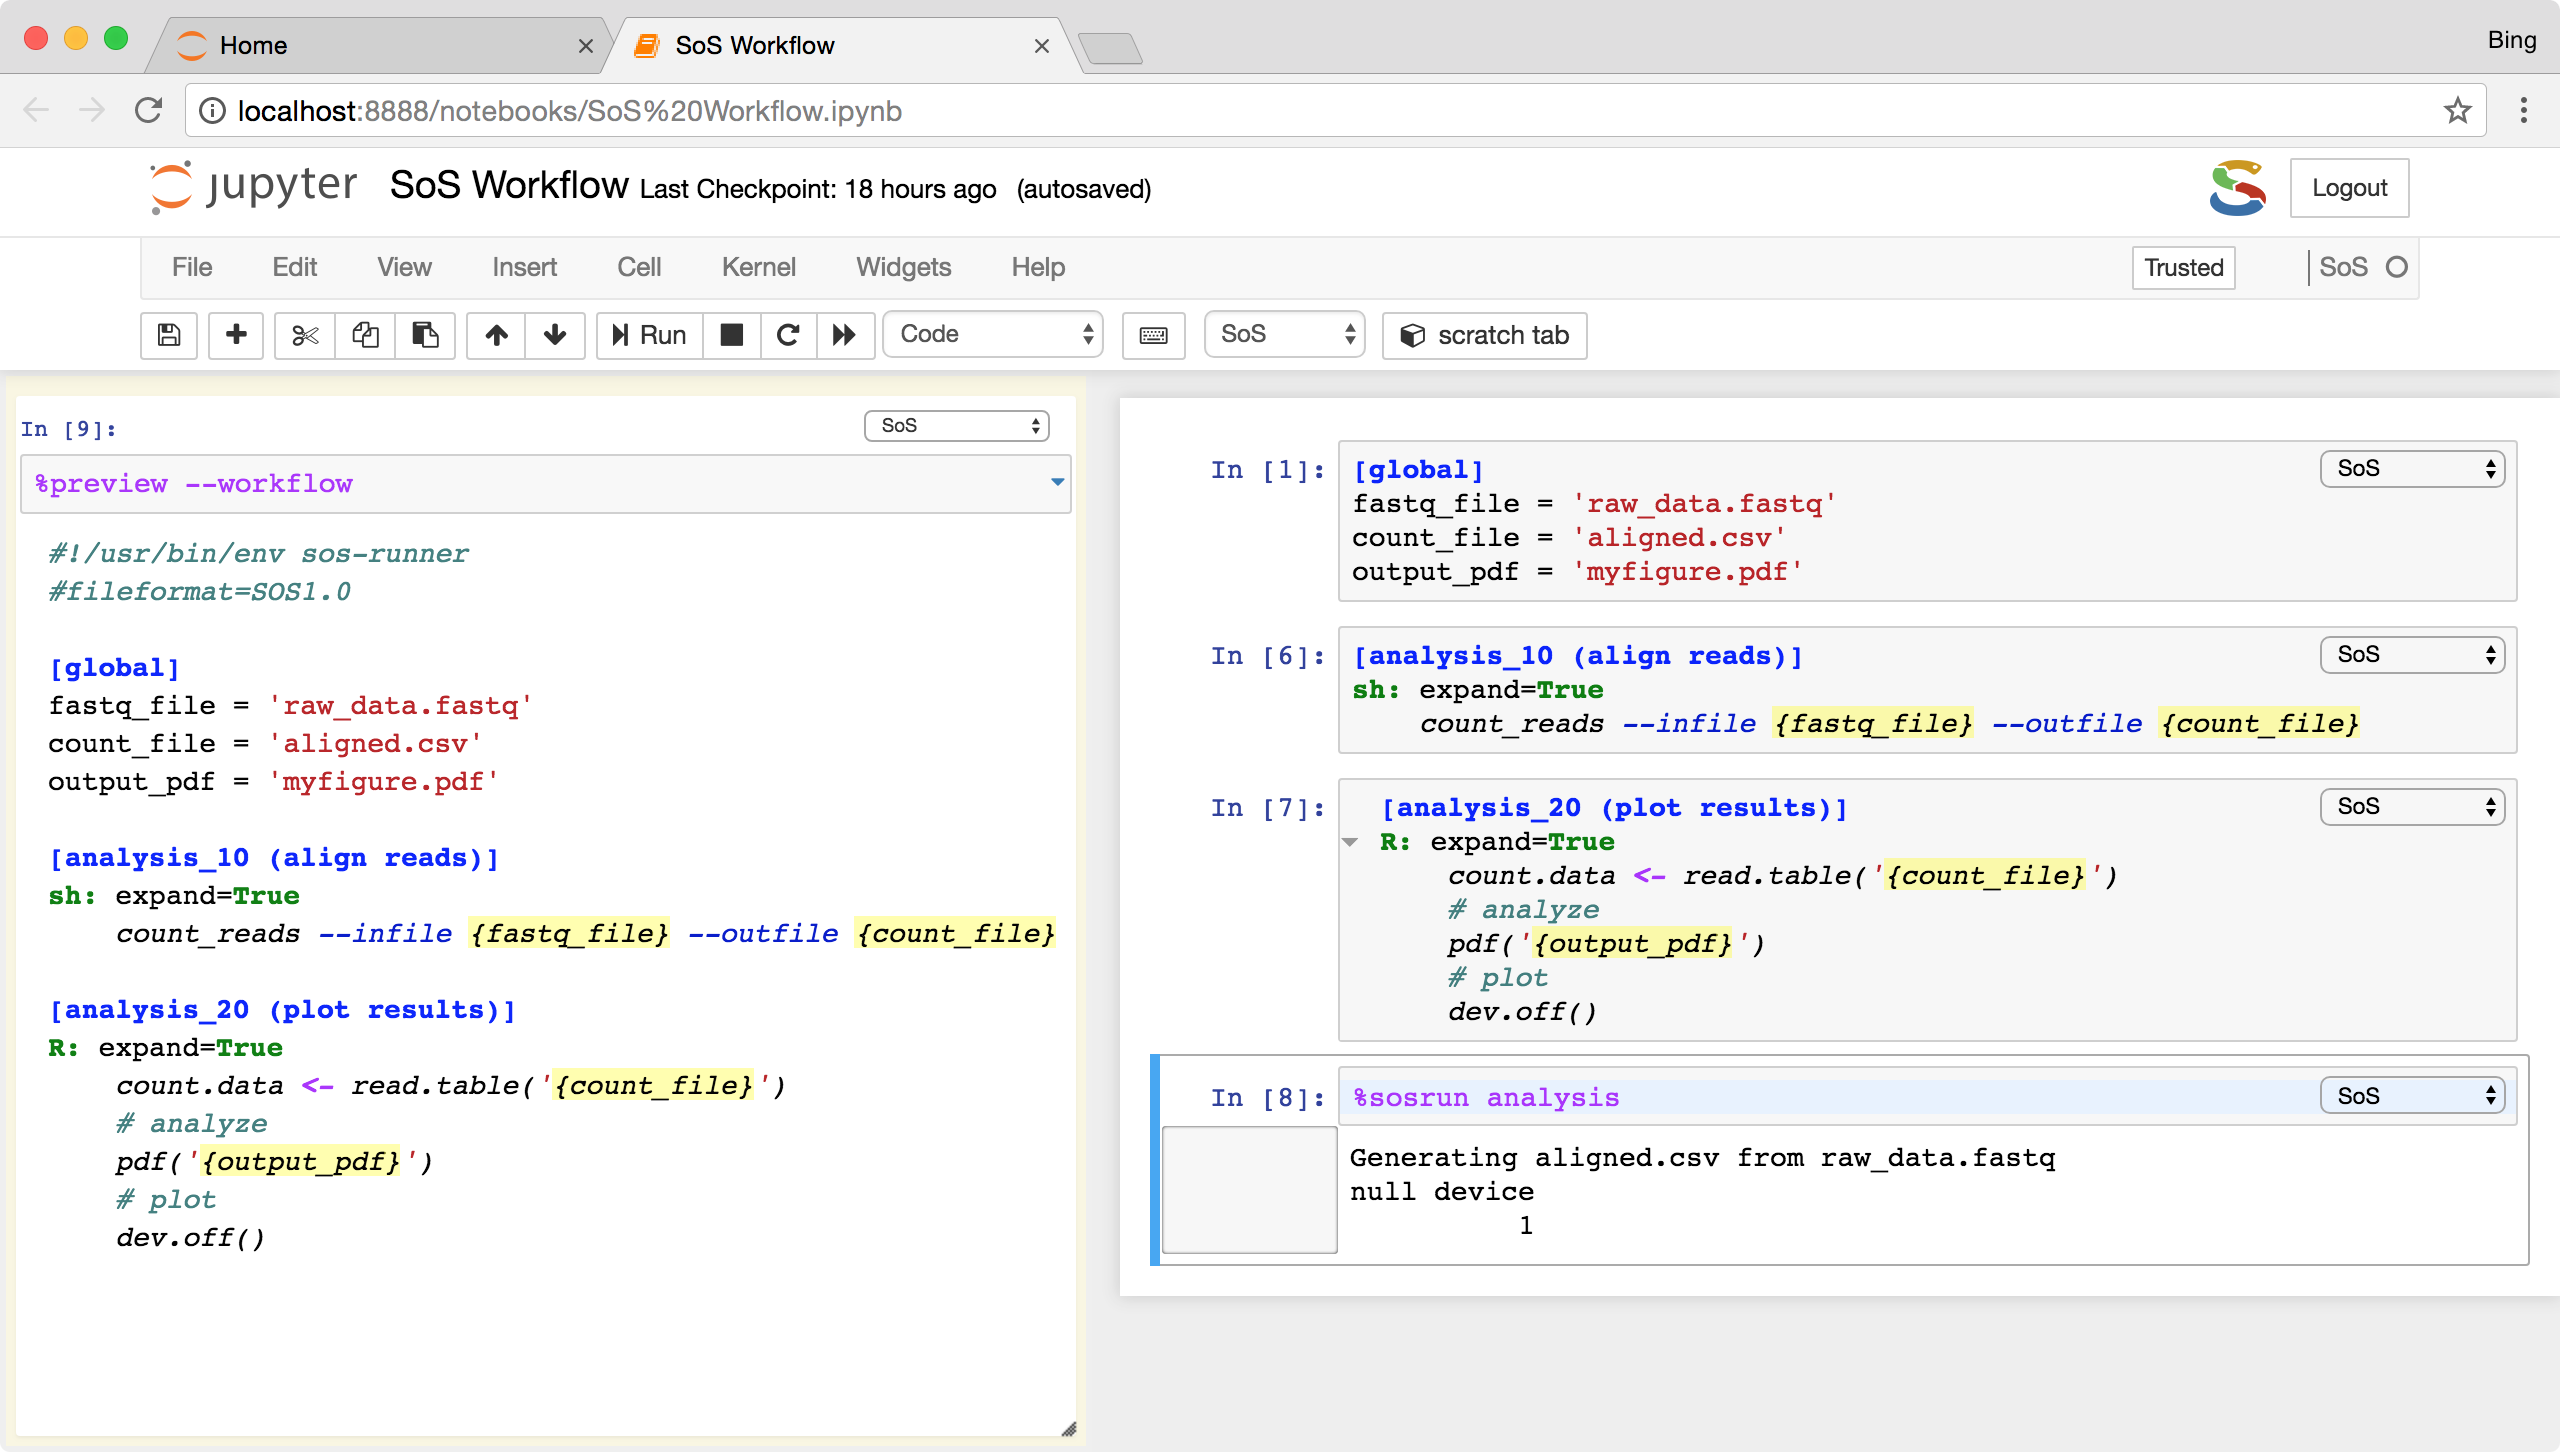 Home
SoS Workflow
Bing
localhost:8888/notebooks/SoS%20Workflow.ipynb
jupyter SoS Workflow Last Checkpoint: 18 hours ago (autosaved)
Logout
File Edit View Insert Cell Kernel Widgets Help
Trusted
SoS
Run
Code
SoS
scratch tab
In [9]:
SoS
%preview --workflow
#!/usr/bin/env sos-runner
#fileformat=SOS1.0
[global]
fastq_file = 'raw_data.fastq'
count_file = 'aligned.csv'
output_pdf = 'myfigure.pdf'
[analysis_10 (align reads)]
sh: expand=True
    count_reads --infile {fastq_file} --outfile {count_file}
[analysis_20 (plot results)]
R: expand=True
    count.data <- read.table('{count_file}')
    # analyze
    pdf('{output_pdf}')
    # plot
    dev.off()
In [1]:
SoS
[global]
fastq_file = 'raw_data.fastq'
count_file = 'aligned.csv'
output_pdf = 'myfigure.pdf'
In [6]:
SoS
[analysis_10 (align reads)]
sh: expand=True
    count_reads --infile {fastq_file} --outfile {count_file}
In [7]:
SoS
[analysis_20 (plot results)]
R: expand=True
    count.data <- read.table('{count_file}')
    # analyze
    pdf('{output_pdf}')
    # plot
    dev.off()
In [8]:
SoS
%sosrun analysis
Generating aligned.csv from raw_data.fastq
null device
          1